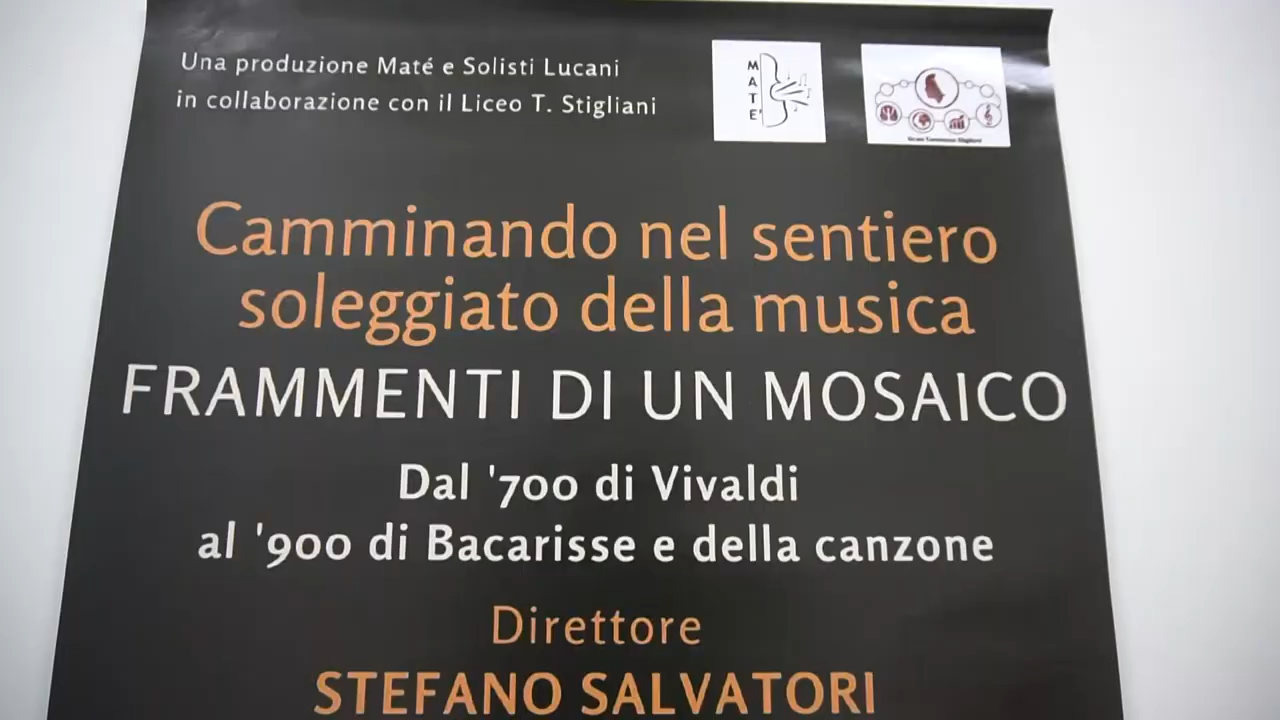 Una produzione Maté e Solisti Lucani
in collaborazione con il Liceo T. Stigliani
MATE'
Camminando nel sentiero
soleggiato della musica
FRAMMENTI DI UN MOSAICO
Dal '700 di Vivaldi
al '900 di Bacarisse e della canzone
Direttore
STEFANO SALVATORI